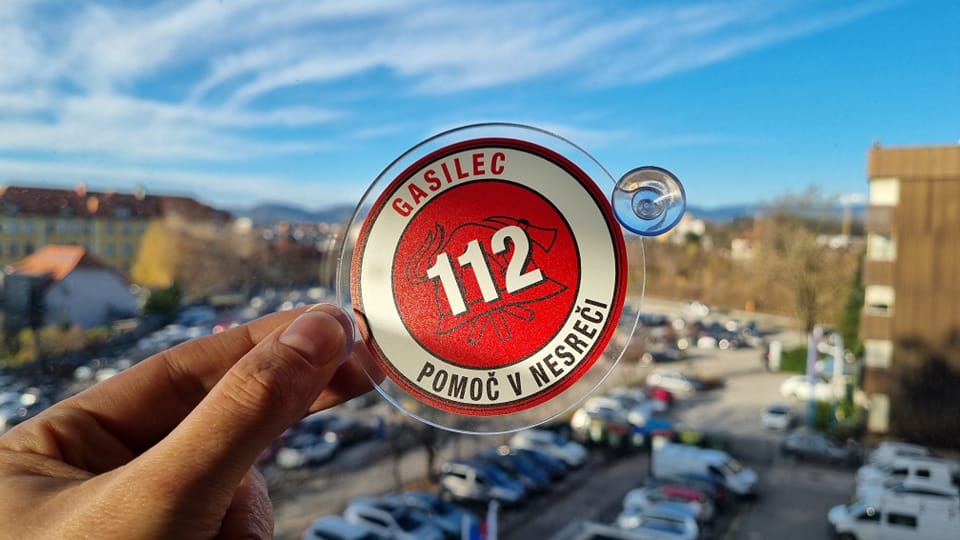 GASILEC
112
POMOČ V NESREČI